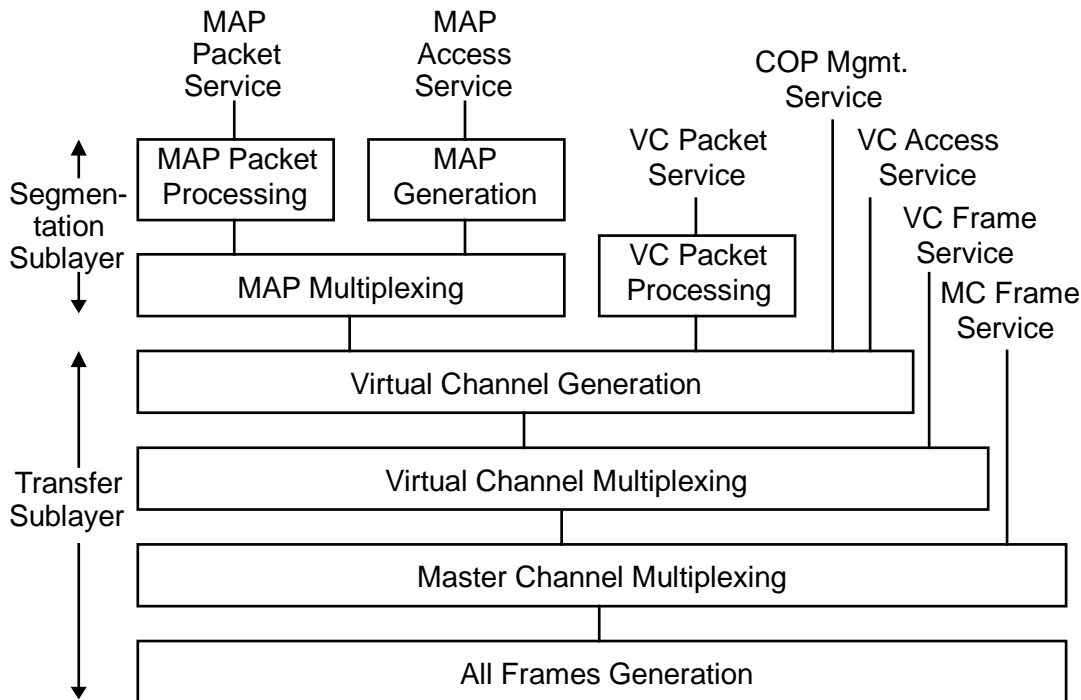 MAP
Packet
Service
MAP
Access
Service
COP Mgmt.
Service
MAP Packet
Processing
MAP
Generation
VC Packet
Service
VC Access
Service
Segmen-
tation
Sublayer
VC Frame
Service
MAP Multiplexing
VC Packet
Processing
MC Frame
Service
Virtual Channel Generation
Transfer
Sublayer
Virtual Channel Multiplexing
Master Channel Multiplexing
All Frames Generation